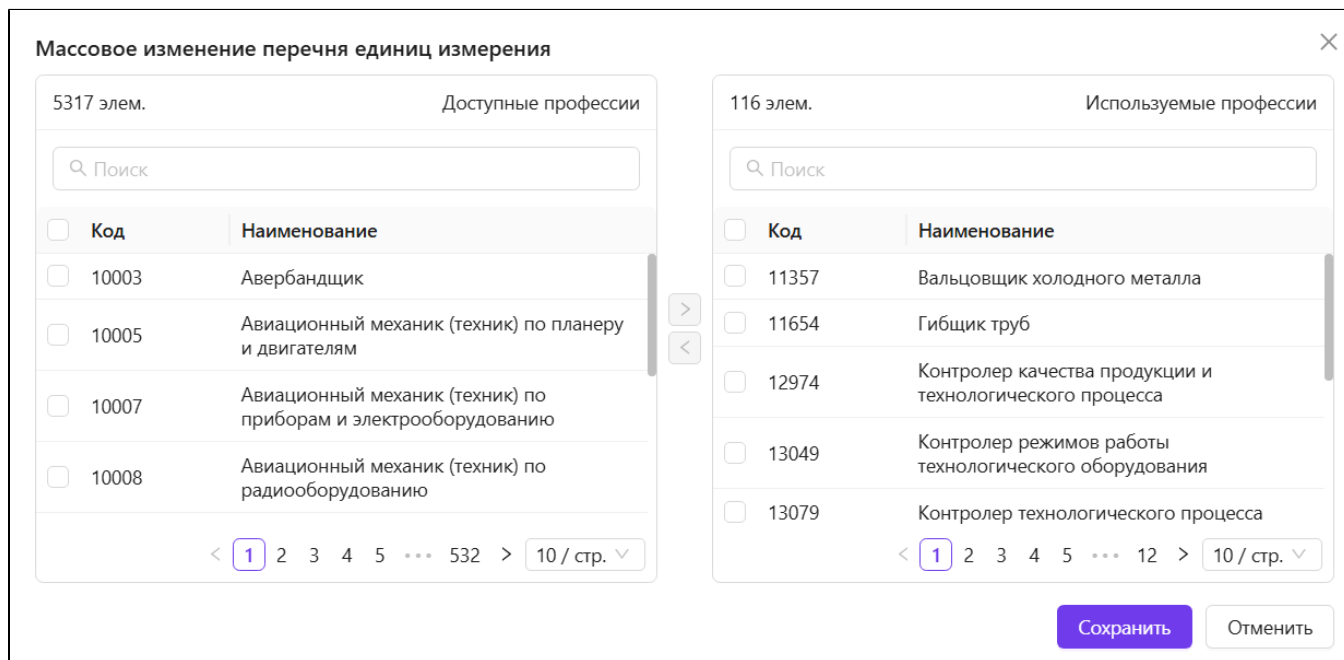 Массовое изменение перечня единиц измерения
5317 элем. Доступные профессии
Поиск
Код Наименование
10003 Авербандщик
10005 Авиационный механик (техник) по планеру
и двигателям
10007 Авиационный механик (техник) по
приборам и электрооборудованию
10008 Авиационный механик (техник) по
радиооборудованию
< 1 2 3 4 5 ••• 532 > 10 / стр.
>
<
116 элем. Используемые профессии
Поиск
Код Наименование
11357 Вальцовщик холодного металла
11654 Гибщик труб
12974 Контролер качества продукции и
технологического процесса
13049 Контролер режимов работы
технологического оборудования
13079 Контролер технологического процесса
< 1 2 3 4 5 ••• 12 > 10 / стр.
Сохранить Отменить